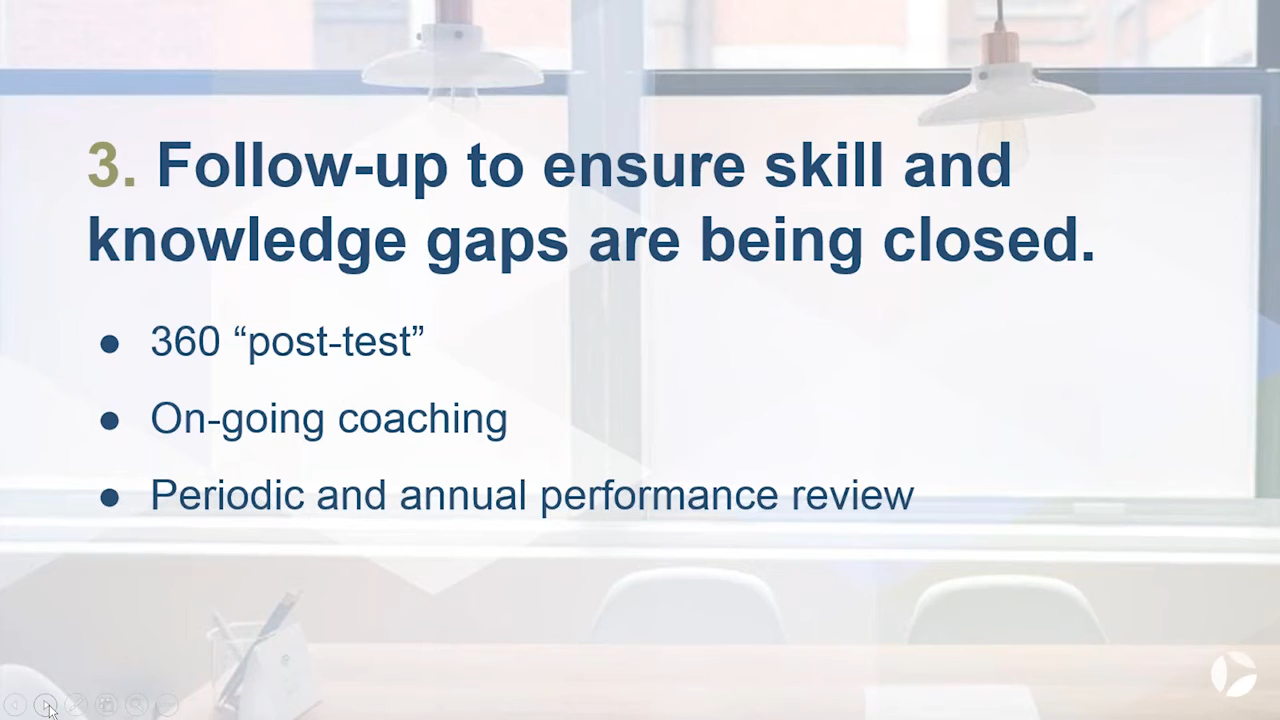 3. Follow-up to ensure skill and
knowledge gaps are being closed.
● 360 “post-test”
● On-going coaching
● Periodic and annual performance review